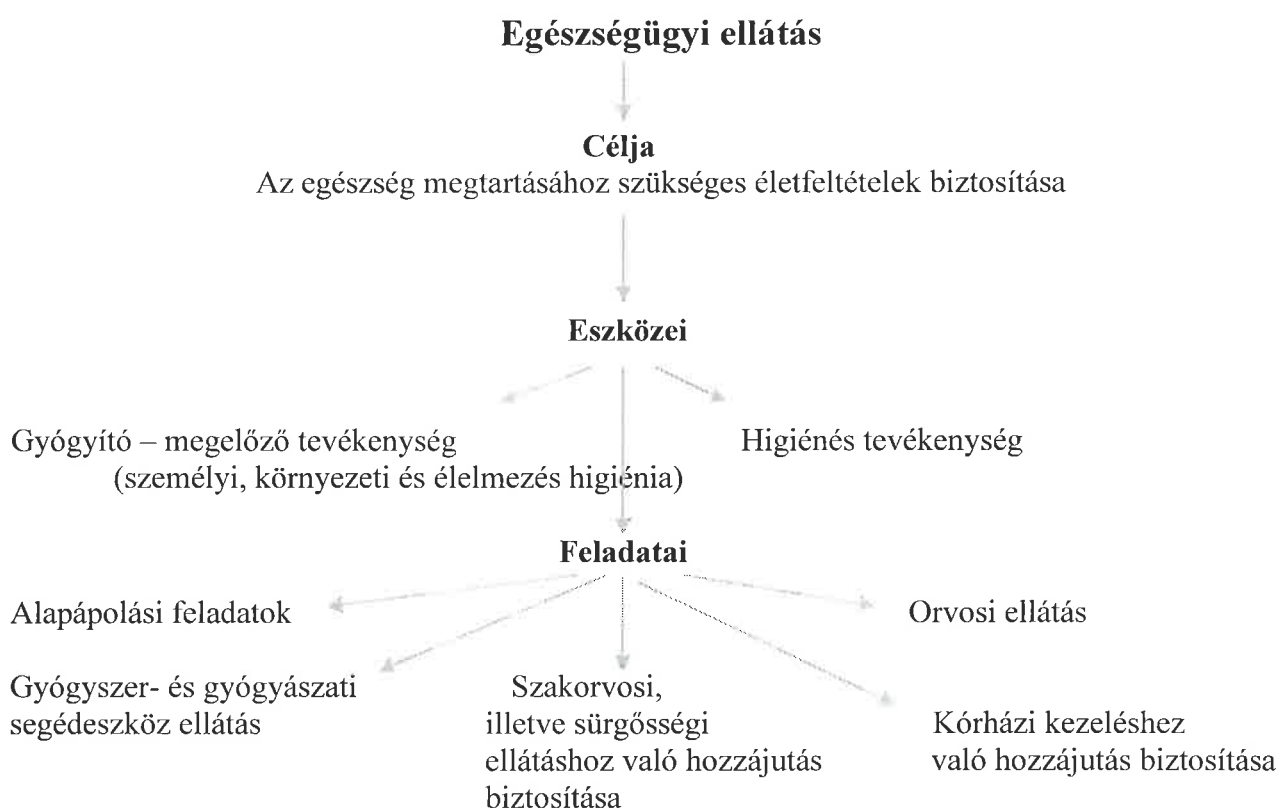 Egészségügyi ellátás
Célja
Az egészség megtartásához szükséges életfeltételek biztosítása
Eszközei
Gyógyító – megelőző tevékenység
Higiénés tevékenység
(személyi, környezeti és élelmezés higiénia)
Feladatai
Alapápolási feladatok
Orvosi ellátás
Gyógyszer- és gyógyászati
segédeszköz ellátás
Szakorvosi,
illetve sürgősségi
ellátáshoz való hozzájutás
biztosítása
Kórházi kezeléshez
való hozzájutás biztosítása